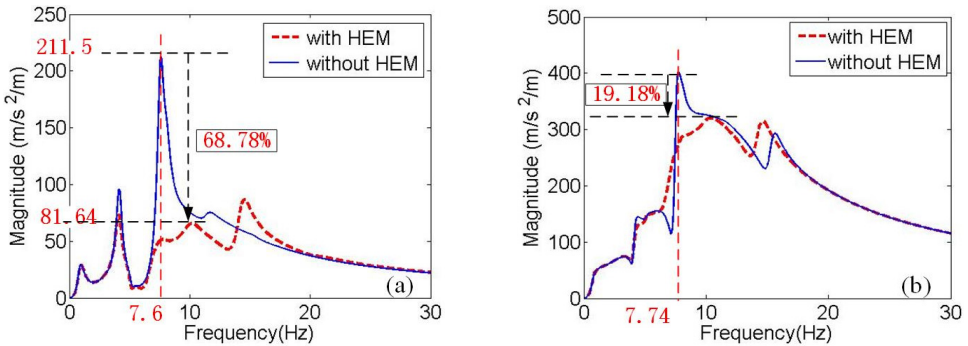 250
211.5
200
150
100
81.64
50
0
Magnitude (m/s²/m)
with HEM
without HEM
68.78%
(a)
0
7.6
10
20
30
Frequency(Hz)
500
400
300
200
100
0
Magnitude (m/s²/m)
with HEM
without HEM
19.18%
(b)
0
7.74
10
20
30
Frequency(Hz)